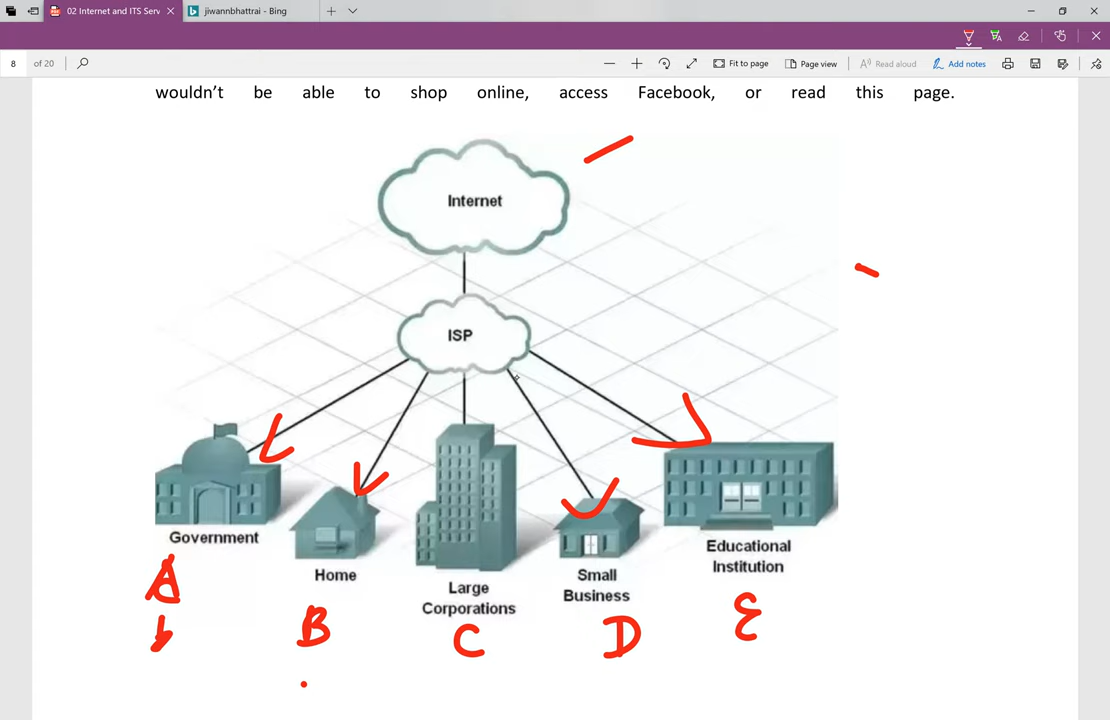 02 Internet and ITS Serv
jiwannbhattrai - Bing
8 of 20
Fit to page
Page view
Read aloud
Add notes
wouldn't be able to shop online, access Facebook, or read this page.
Internet
ISP
Government
Home
Large
Corporations
Small
Business
Educational
Institution
A
B
C
D
E
b